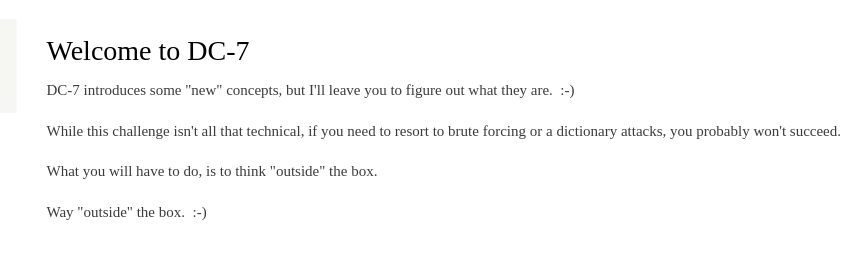 Welcome to DC-7
DC-7 introduces some "new" concepts, but I'll leave you to figure out what they are.  :-)
While this challenge isn't all that technical, if you need to resort to brute forcing or a dictionary attacks, you probably won't succeed.
What you will have to do, is to think "outside" the box.
Way "outside" the box.  :-)